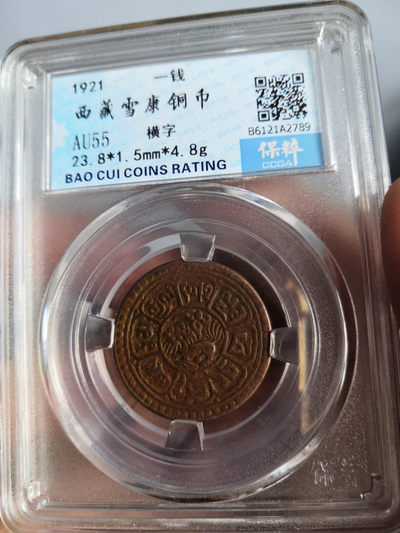 1921 一钱
西藏雪康铜币
AU55 横字
23.8*1.5mm*4.8g
B6121A2789
保粹
CCGA
BAO CUI COINS RATING